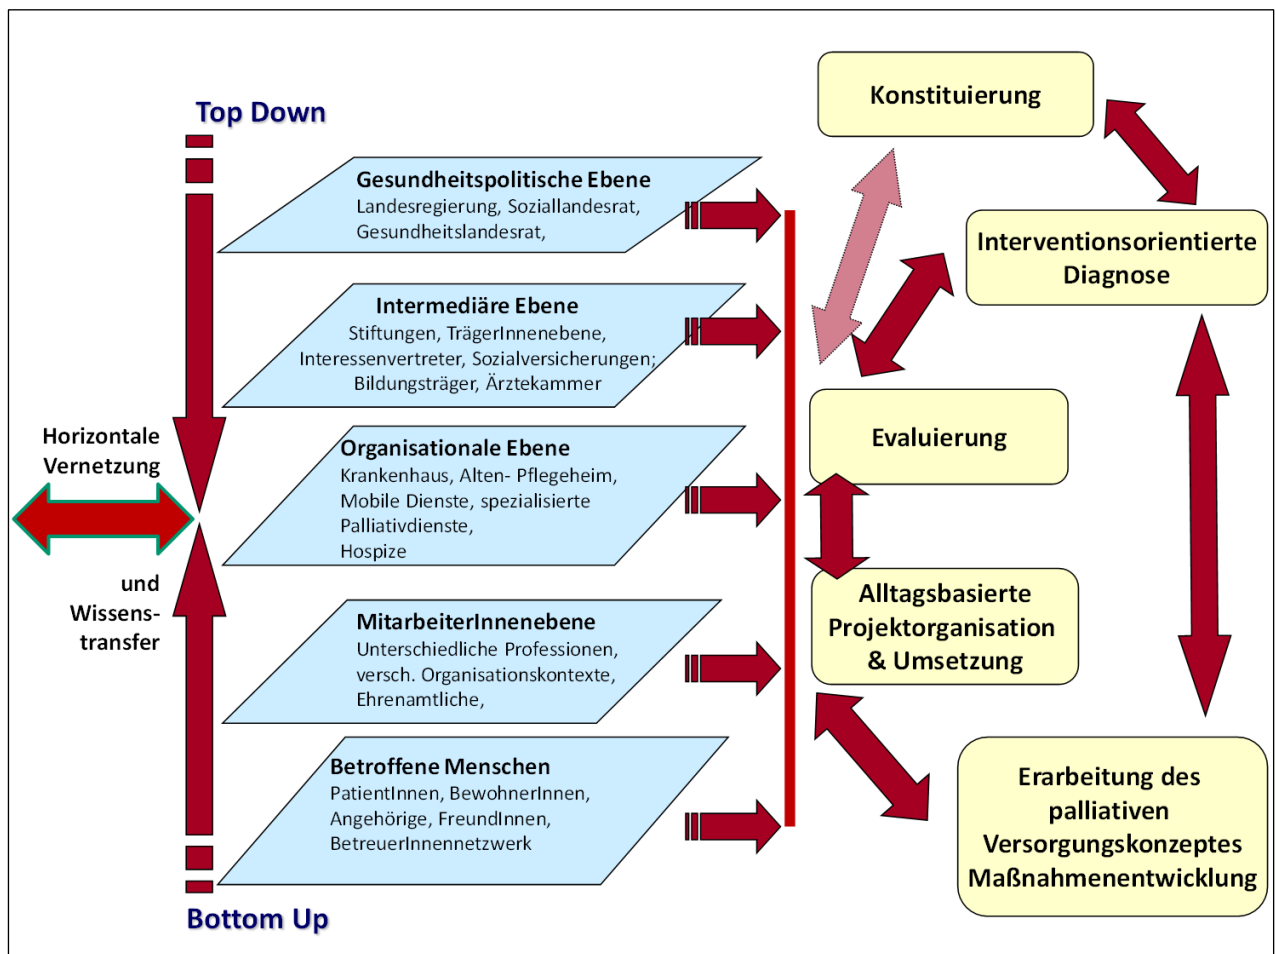 Top Down
Gesundheitspolitische Ebene
Landesregierung, Soziallandesrat,
Gesundheitslandesrat,
Intermediäre Ebene
Stiftungen, TrägerInnenebene,
Interessenvertreter, Sozialversicherungen;
Bildungsträger, Ärztekammer
Horizontale
Vernetzung
und
Wissens-
transfer
Organisationale Ebene
Krankenhaus, Alten- Pflegeheim,
Mobile Dienste, spezialisierte
Palliativdienste,
Hospize
MitarbeiterInnenebene
Unterschiedliche Professionen,
versch. Organisationskontexte,
Ehrenamtliche,
Betroffene Menschen
PatientInnen, BewohnerInnen,
Angehörige, FreundInnen,
BetreuerInnennetzwerk
Bottom Up
Konstituierung
Interventionsorientierte
Diagnose
Evaluierung
Alltagsbasierte
Projektorganisation
& Umsetzung
Erarbeitung des
palliativen
Versorgungskonzeptes
Maßnahmenentwicklung